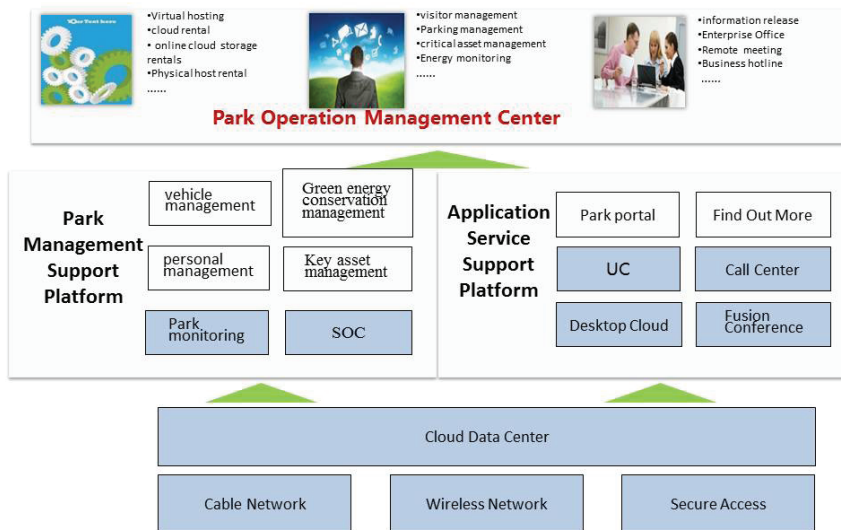 YOur Text here
•Virtual hosting
•cloud rental
• online cloud storage
rentals
•Physical host rental
......
•visitor management
•Parking management
•critical asset management
•Energy monitoring
......
•information release
•Enterprise Office
•Remote meeting
•Business hotline
......
Park Operation Management Center
Park
Management
Support
Platform
vehicle
management
Green energy
conservation
management
personal
management
Key asset
management
Park
monitoring
SOC
Application
Service
Support
Platform
Park portal
Find Out More
UC
Call Center
Desktop Cloud
Fusion
Conference
Cloud Data Center
Cable Network
Wireless Network
Secure Access